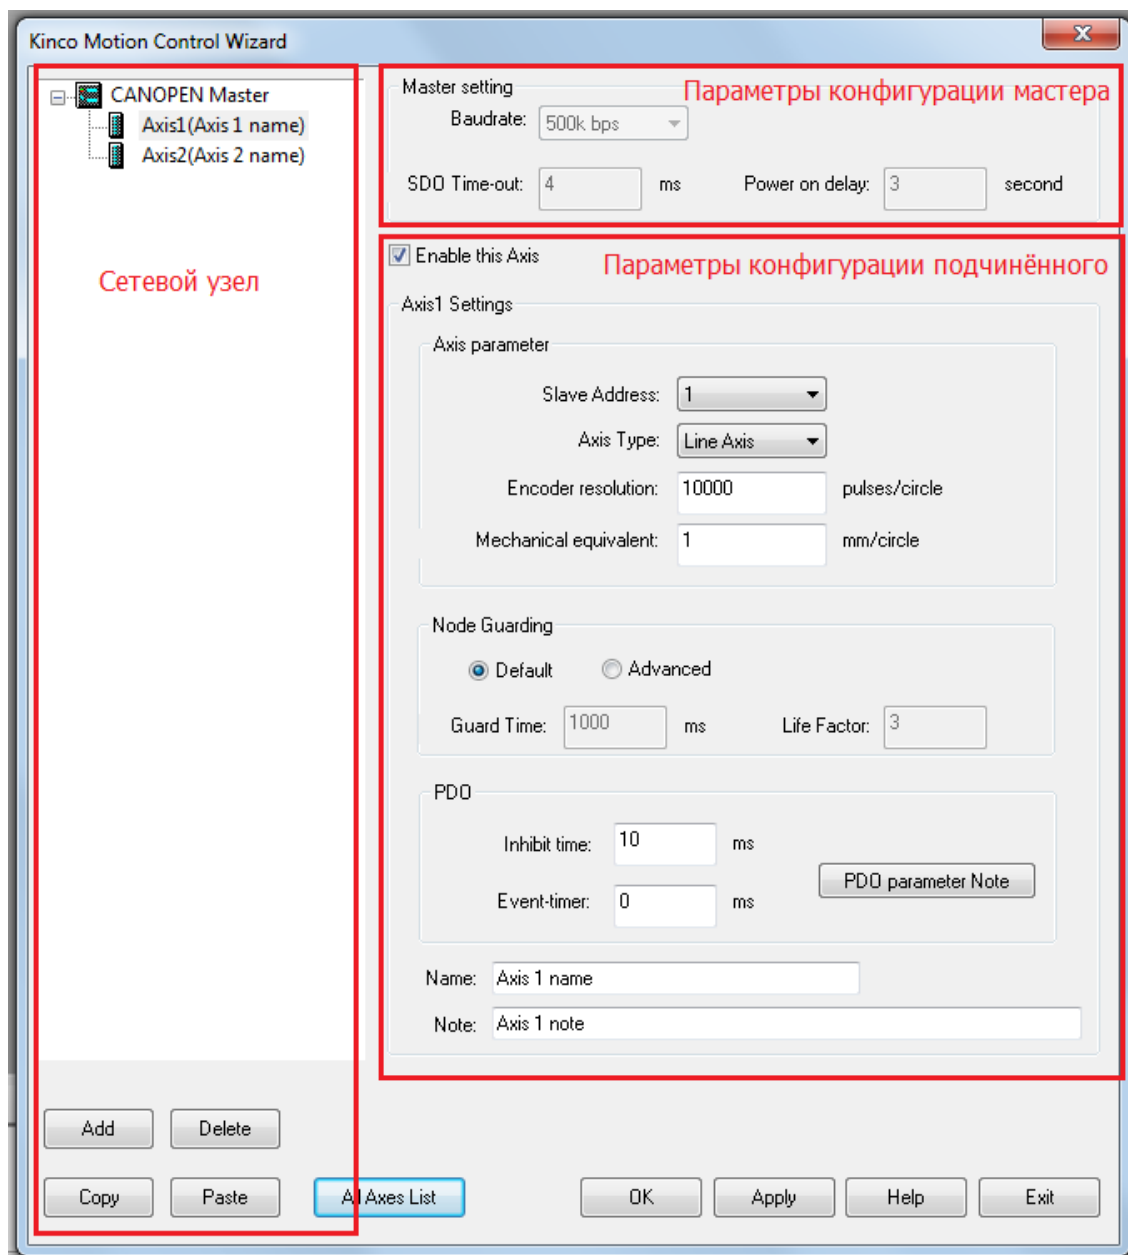 Kinco Motion Control Wizard
CANOPEN Master
Axis1(Axis 1 name)
Axis2(Axis 2 name)
Сетевой узел
Master setting
Параметры конфигурации мастера
Baudrate: 500k bps
SDO Time-out: 4 ms Power on delay: 3 second
Enable this Axis
Параметры конфигурации подчинённого
Axis1 Settings
Axis parameter
Slave Address: 1
Axis Type: Line Axis
Encoder resolution: 10000 pulses/circle
Mechanical equivalent: 1 mm/circle
Node Guarding
Default Advanced
Guard Time: 1000 ms Life Factor: 3
PDO
Inhibit time: 10 ms
PDO parameter Note
Event-timer: 0 ms
Name: Axis 1 name
Note: Axis 1 note
Add Delete
Copy Paste All Axes List OK Apply Help Exit